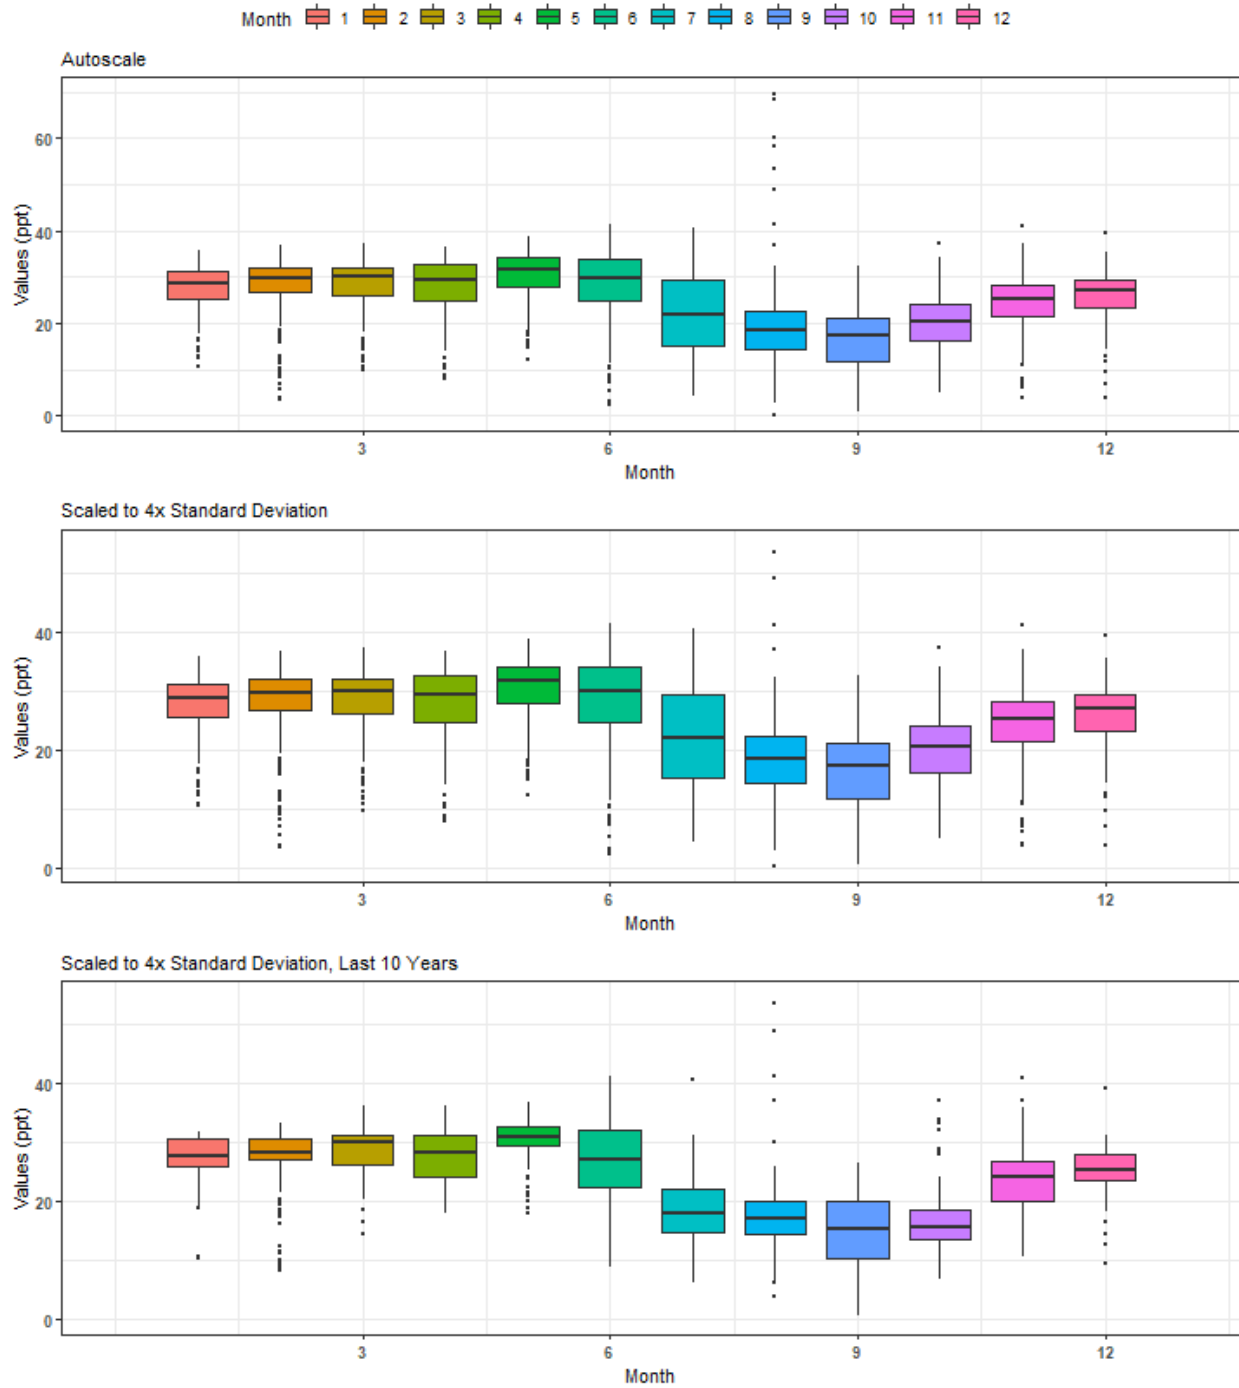 Month 1 2 3 4 5 6 7 8 9 10 11 12
Autoscale
Values (ppt)
60
40
20
0
3 6 9 12
Month
Scaled to 4x Standard Deviation
Values (ppt)
40
20
0
3 6 9 12
Month
Scaled to 4x Standard Deviation, Last 10 Years
Values (ppt)
40
20
0
3 6 9 12
Month